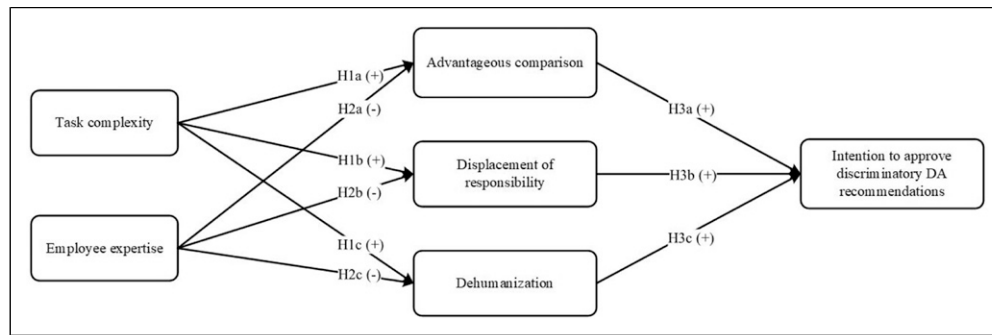 Advantageous comparison
H1a (+)
H2a (-)
H3a (+)
Task complexity
H1b (+)
Displacement of
responsibility
H3b (+)
Intention to approve
discriminatory DA
recommendations
H2b (-)
Employee expertise
H1c (+)
H3c (+)
H2c (-)
Dehumanization